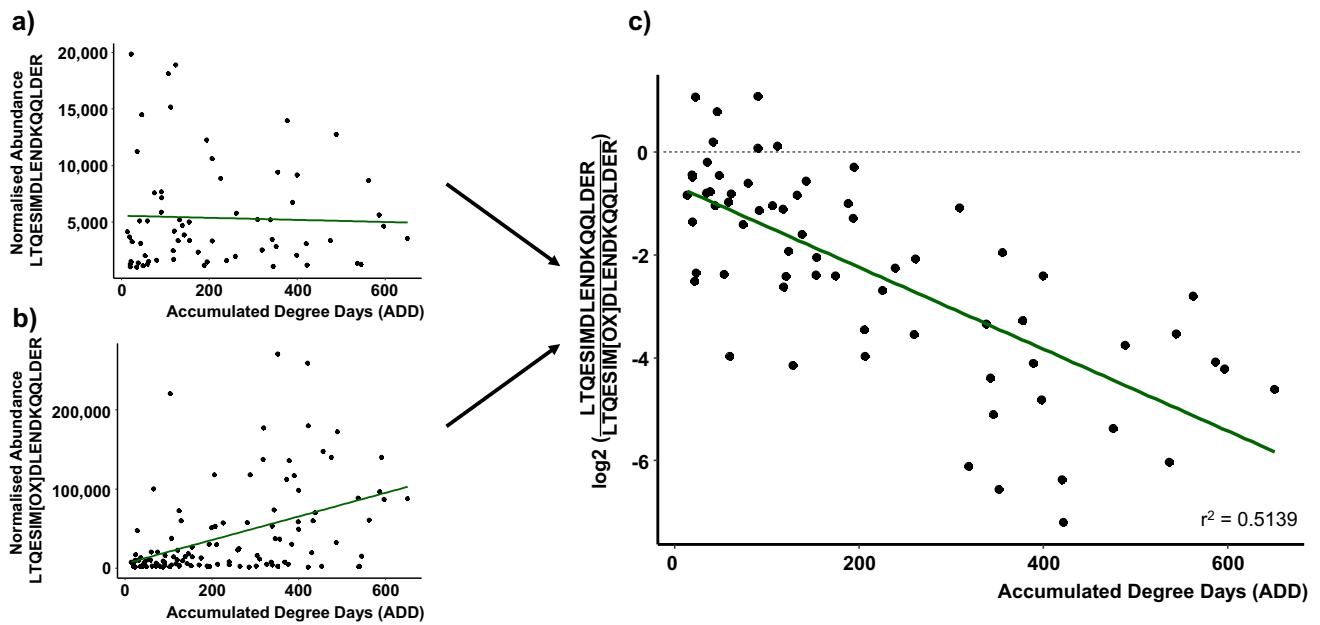 a)
Normalised Abundance
LTQESIMDLENDKQQLDER
20,000
15,000
10,000
5,000
0
200
400
600
Accumulated Degree Days (ADD)
b)
Normalised Abundance
LTQESIM[OX]DLENDKQQLDER
200,000
100,000
0
0
200
400
600
Accumulated Degree Days (ADD)
c)
log2 (LTQESIMDLENDKQQLDER
LTQESIM[OX]DLENDKQQLDER)
0
-2
-4
-6
r² = 0.5139
0
200
400
600
Accumulated Degree Days (ADD)